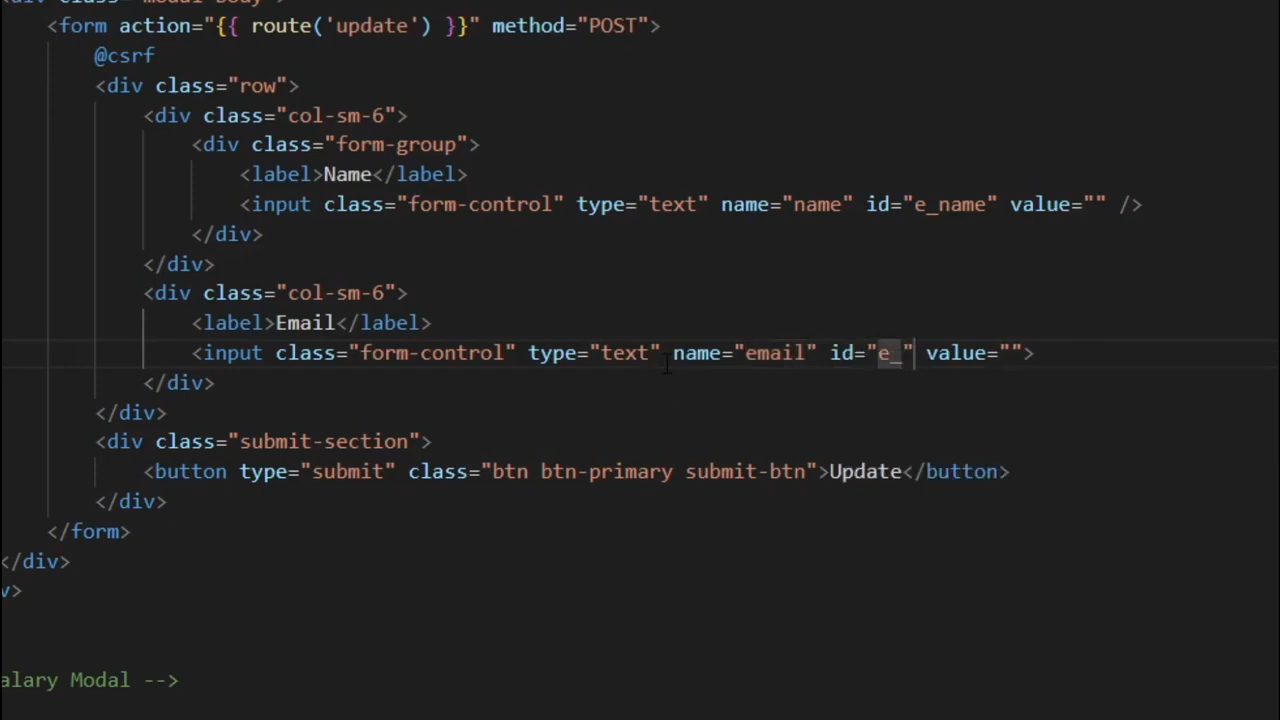 <div class="modal-body">
<form action="{{ route('update') }}" method="POST">
@csrf
<div class="row">
<div class="col-sm-6">
<div class="form-group">
<label>Name</label>
<input class="form-control" type="text" name="name" id="e_name" value="" />
</div>
</div>
<div class="col-sm-6">
<label>Email</label>
<input class="form-control" type="text" name="email" id="e_" value="">
</div>
</div>
<div class="submit-section">
<button type="submit" class="btn btn-primary submit-btn">Update</button>
</div>
</form>
</div>
v>
alary Modal -->